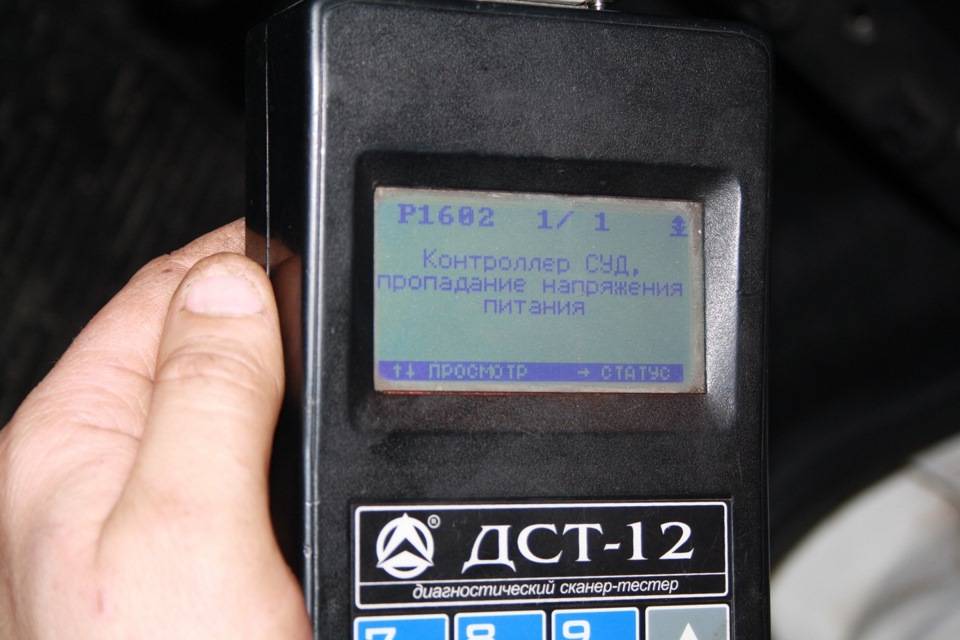 P1602 1/ 1
Контроллер СУД,
пропадание напряжения
питания
↑↓ ПРОСМОТР → СТАТУС
® ДСТ-12
диагностический сканер-тестер
7 8 9